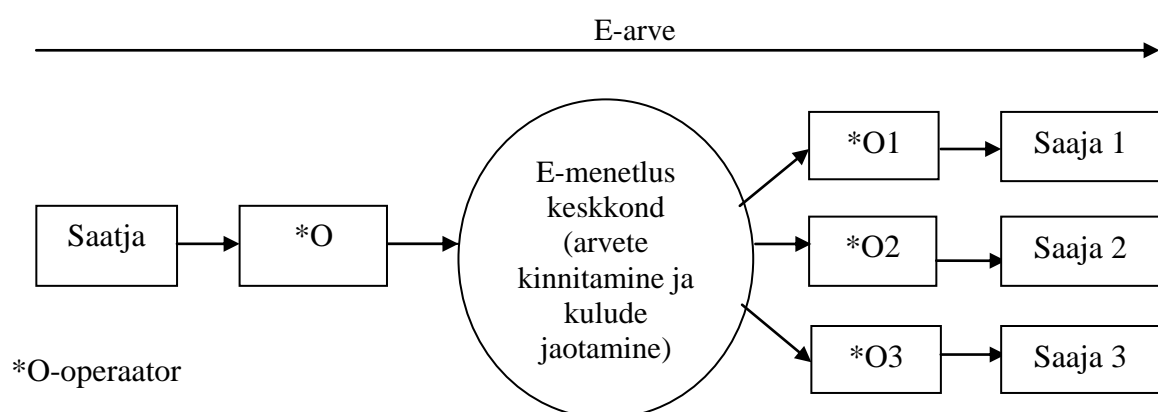 E-arve
Saatja
*O
E-menetlus
keskkond
(arvete
kinnitamine ja
kulude
jaotamine)
*O1
Saaja 1
*O2
Saaja 2
*O3
Saaja 3
*O-operaator